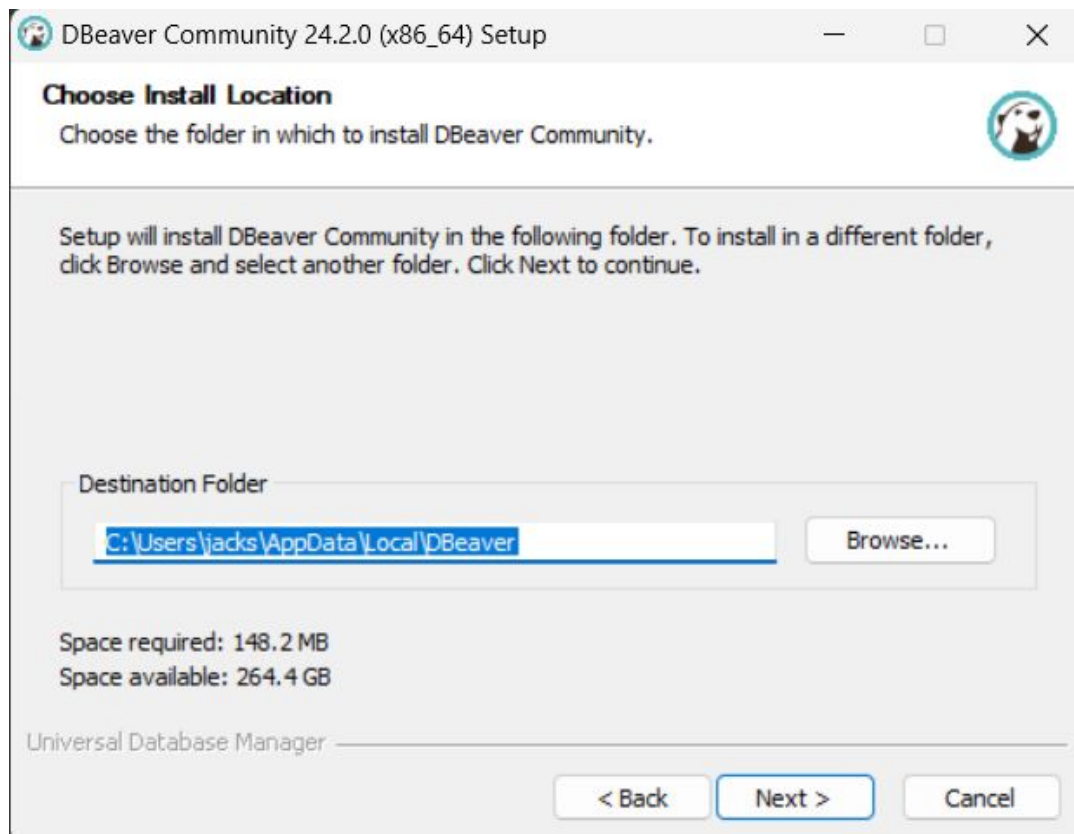 DBeaver Community 24.2.0 (x86_64) Setup
Choose Install Location
Choose the folder in which to install DBeaver Community.
Setup will install DBeaver Community in the following folder. To install in a different folder,
click Browse and select another folder. Click Next to continue.
Destination Folder
C:\Users\jacks\AppData\Local\DBeaver
Browse...
Space required: 148.2 MB
Space available: 264.4 GB
Universal Database Manager
< Back
Next >
Cancel